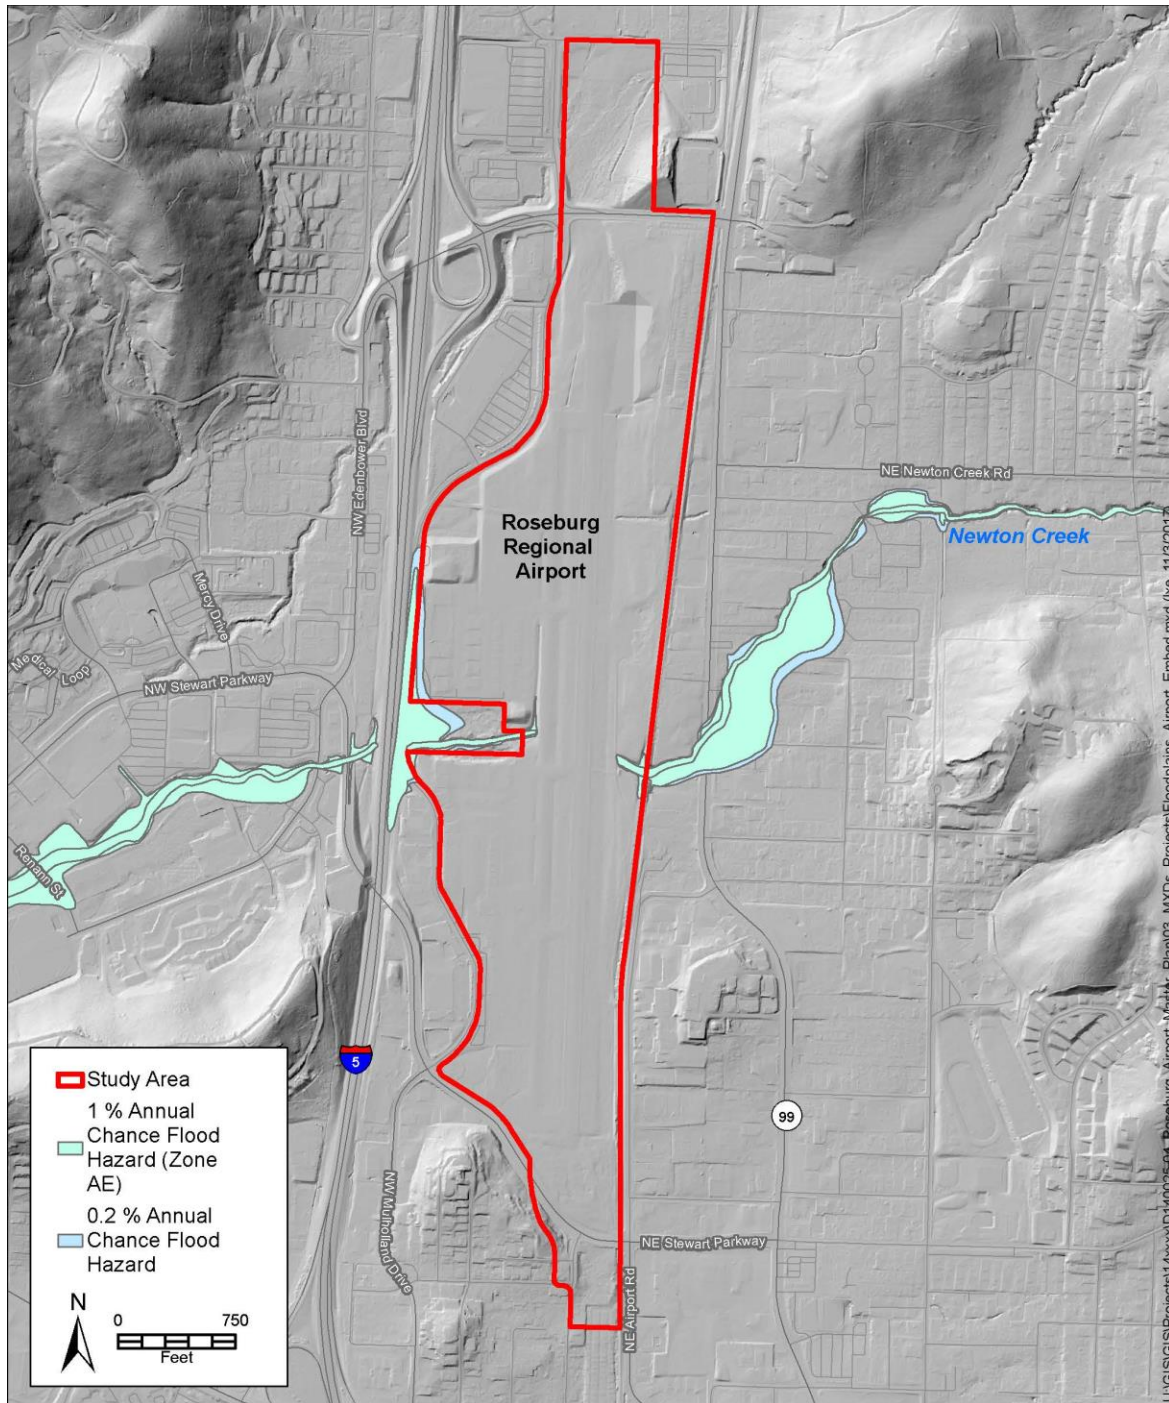 NW Edenbower Blvd
NE Newton Creek Rd
Roseburg
Regional
Airport
Newton Creek
Mercy Drive
Medical Loop
NW Stewart Parkway
Renann St
5
99
NW Mulholland Drive
NE Stewart Parkway
NE Airport Rd
Study Area
1 % Annual
Chance Flood
Hazard (Zone
AE)
0.2 % Annual
Chance Flood
Hazard
N
0 750
Feet